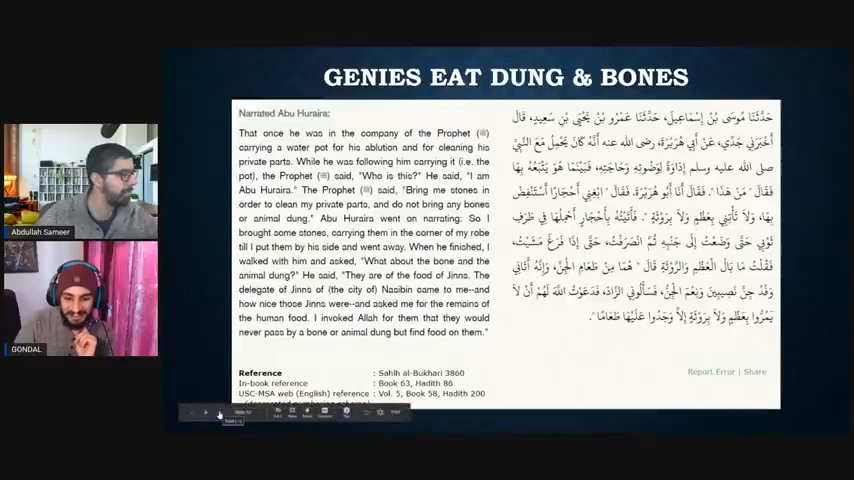 GENIES EAT DUNG & BONES
Narrated Abu Huraira:
That once he was in the company of the Prophet (ﷺ)
carrying a water pot for his ablution and for cleaning his
private parts. While he was following him carrying it (i.e. the
pot), the Prophet (ﷺ) said, "Who is this?" He said, "I am
Abu Huraira." The Prophet (ﷺ) said, "Bring me stones in
order to clean my private parts, and do not bring any bones
or animal dung." Abu Huraira went on narrating: So I
brought some stones, carrying them in the corner of my robe
till I put them by his side and went away. When he finished, I
walked with him and asked, "What about the bone and the
animal dung?" He said, "They are of the food of Jinns. The
delegate of Jinns of (the city of) Nasibin came to me--and
how nice those Jinns were--and asked me for the remains of
the human food. I invoked Allah for them that they would
never pass by a bone or animal dung but find food on them."
حَدَّثَنَا مُوسَى بْنُ إِسْمَاعِيلَ، حَدَّثَنَا عَمْرُو بْنُ يَحْيَى بْنِ سَعِيدٍ، قَالَ
أَخْبَرَنِي جَدِّي، عَنْ أَبِي هُرَيْرَةَ، رضى الله عنه أَنَّهُ كَانَ يَحْمِلُ مَعَ النَّبِيِّ
صلى الله عليه وسلم إِدَاوَةً لِوَضُوئِهِ وَحَاجَتِهِ، فَبَيْنَمَا هُوَ يَتْبَعُهُ بِهَا
فَقَالَ " مَنْ هَذَا ". فَقَالَ أَنَا أَبُو هُرَيْرَةَ. فَقَالَ " ابْغِنِي أَحْجَارًا أَسْتَنْفِضْ
بِهَا، وَلاَ تَأْتِنِي بِعَظْمٍ وَلاَ بِرَوْثَةٍ ". فَأَتَيْتُهُ بِأَحْجَارٍ أَحْمِلُهَا فِي طَرَفِ
ثَوْبِي حَتَّى وَضَعْتُ إِلَى جَنْبِهِ ثُمَّ انْصَرَفْتُ، حَتَّى إِذَا فَرَغَ مَشَيْتُ،
فَقُلْتُ مَا بَالُ الْعَظْمِ وَالرَّوْثَةِ قَالَ " هُمَا مِنْ طَعَامِ الْجِنِّ، وَإِنَّهُ أَتَانِي
وَفْدُ جِنِّ نَصِيبِينَ وَنِعْمَ الْجِنُّ، فَسَأَلُونِي الزَّادَ، فَدَعَوْتُ اللَّهَ لَهُمْ أَنْ لاَ
يَمُرُّوا بِعَظْمٍ وَلاَ بِرَوْثَةٍ إِلاَّ وَجَدُوا عَلَيْهَا طَعَامًا ".
Reference : Sahih al-Bukhari 3860
In-book reference : Book 63, Hadith 86
USC-MSA web (English) reference : Vol. 5, Book 58, Hadith 200
Report Error | Share
Abdullah Sameer
GONDAL